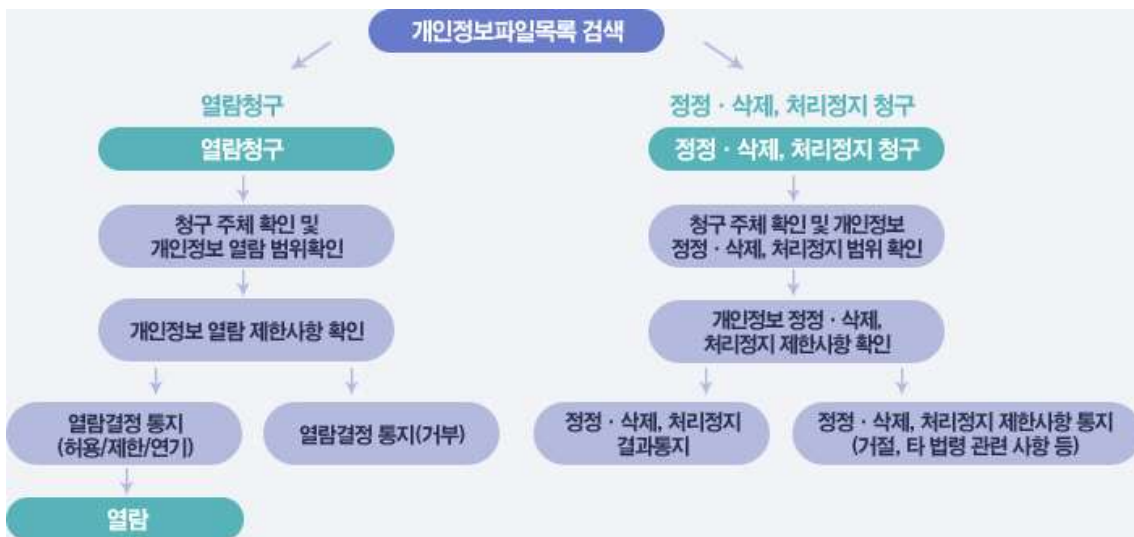 개인정보파일목록 검색
열람청구
열람청구
청구 주체 확인 및
개인정보 열람 범위확인
개인정보 열람 제한사항 확인
열람결정 통지
(허용/제한/연기)
열람결정 통지(거부)
열람
정정 · 삭제, 처리정지 청구
정정 · 삭제, 처리정지 청구
청구 주체 확인 및 개인정보
정정 · 삭제, 처리정지 범위 확인
개인정보 정정 · 삭제,
처리정지 제한사항 확인
정정 · 삭제, 처리정지
결과통지
정정 · 삭제, 처리정지 제한사항 통지
(거절, 타 법령 관련 사항 등)